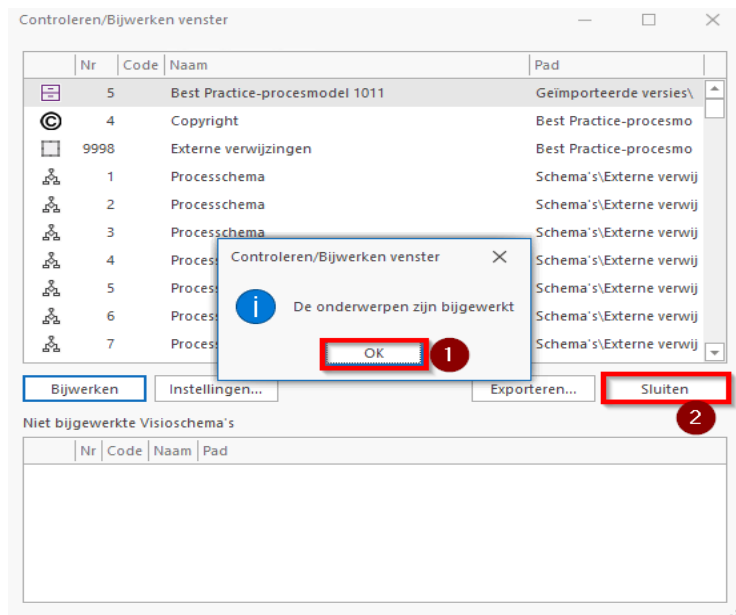 Controleren/Bijwerken venster
Nr Code Naam Pad
5 Best Practice-procesmodel 1011 Geïmporteerde versies\
4 Copyright Best Practice-procesmo
9998 Externe verwijzingen Best Practice-procesmo
1 Processchema Schema's\Externe verwij
2 Processchema Schema's\Externe verwij
3 Processchema Schema's\Externe verwij
4 Proces Schema's\Externe verwij
5 Proces Schema's\Externe verwij
6 Proces Schema's\Externe verwij
7 Proces Schema's\Externe verwij
Controleren/Bijwerken venster
De onderwerpen zijn bijgewerkt
OK 1
Bijwerken Instellingen... Exporteren... Sluiten
2
Niet bijgewerkte Visioschema's
Nr Code Naam Pad